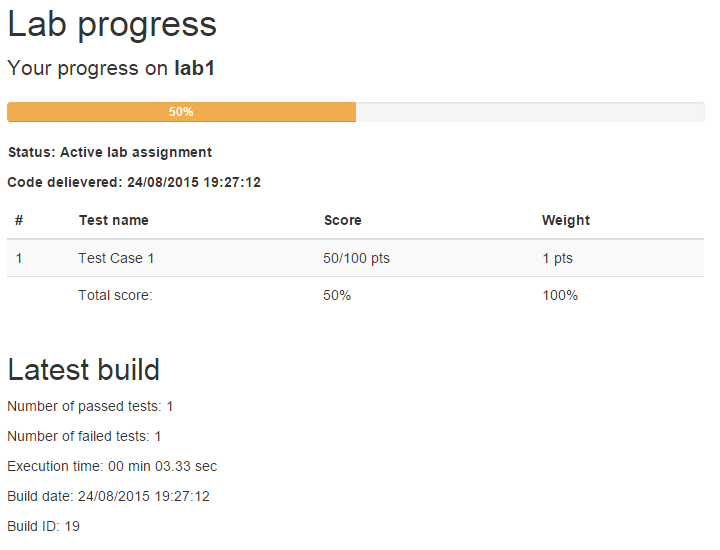 Lab progress
Your progress on lab1
50%
Status: Active lab assignment
Code delievered: 24/08/2015 19:27:12
# Test name Score Weight
1 Test Case 1 50/100 pts 1 pts
Total score: 50% 100%
Latest build
Number of passed tests: 1
Number of failed tests: 1
Execution time: 00 min 03.33 sec
Build date: 24/08/2015 19:27:12
Build ID: 19